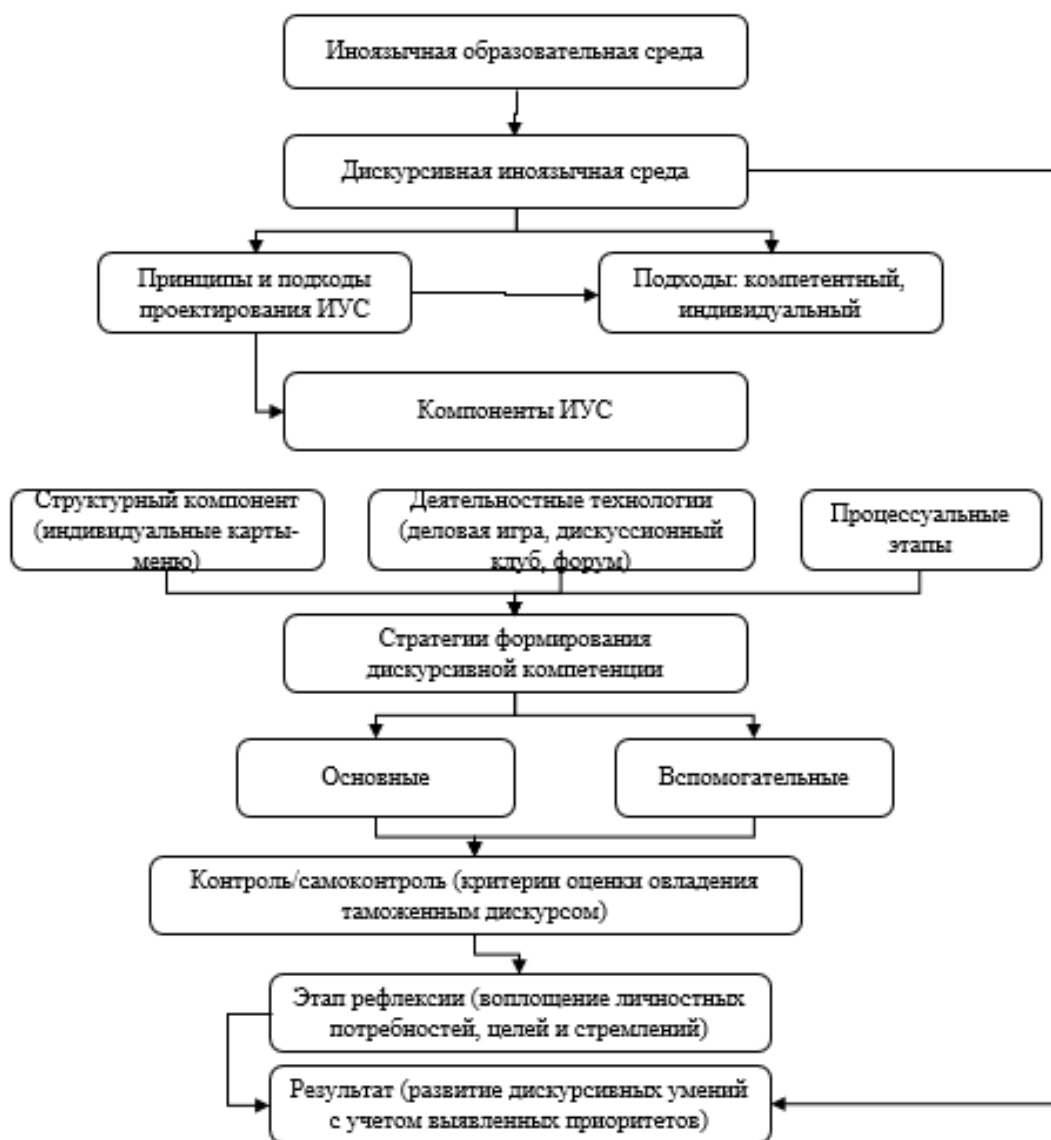 Иноязычная образовательная среда
Дискурсивная иноязычная среда
Принципы и подходы
проектирования ИУС
Подходы: компетентный,
индивидуальный
Компоненты ИУС
Структурный компонент
(индивидуальные карты-
меню)
Деятельностные технологии
(деловая игра, дискуссионный
клуб, форум)
Процессуальные
этапы
Стратегии формирования
дискурсивной компетенции
Основные
Вспомогательные
Контроль/самоконтроль (критерии оценки овладения
таможенным дискурсом)
Этап рефлексии (воплощение личностных
потребностей, целей и стремлений)
Результат (развитие дискурсивных умений
с учетом выявленных приоритетов)